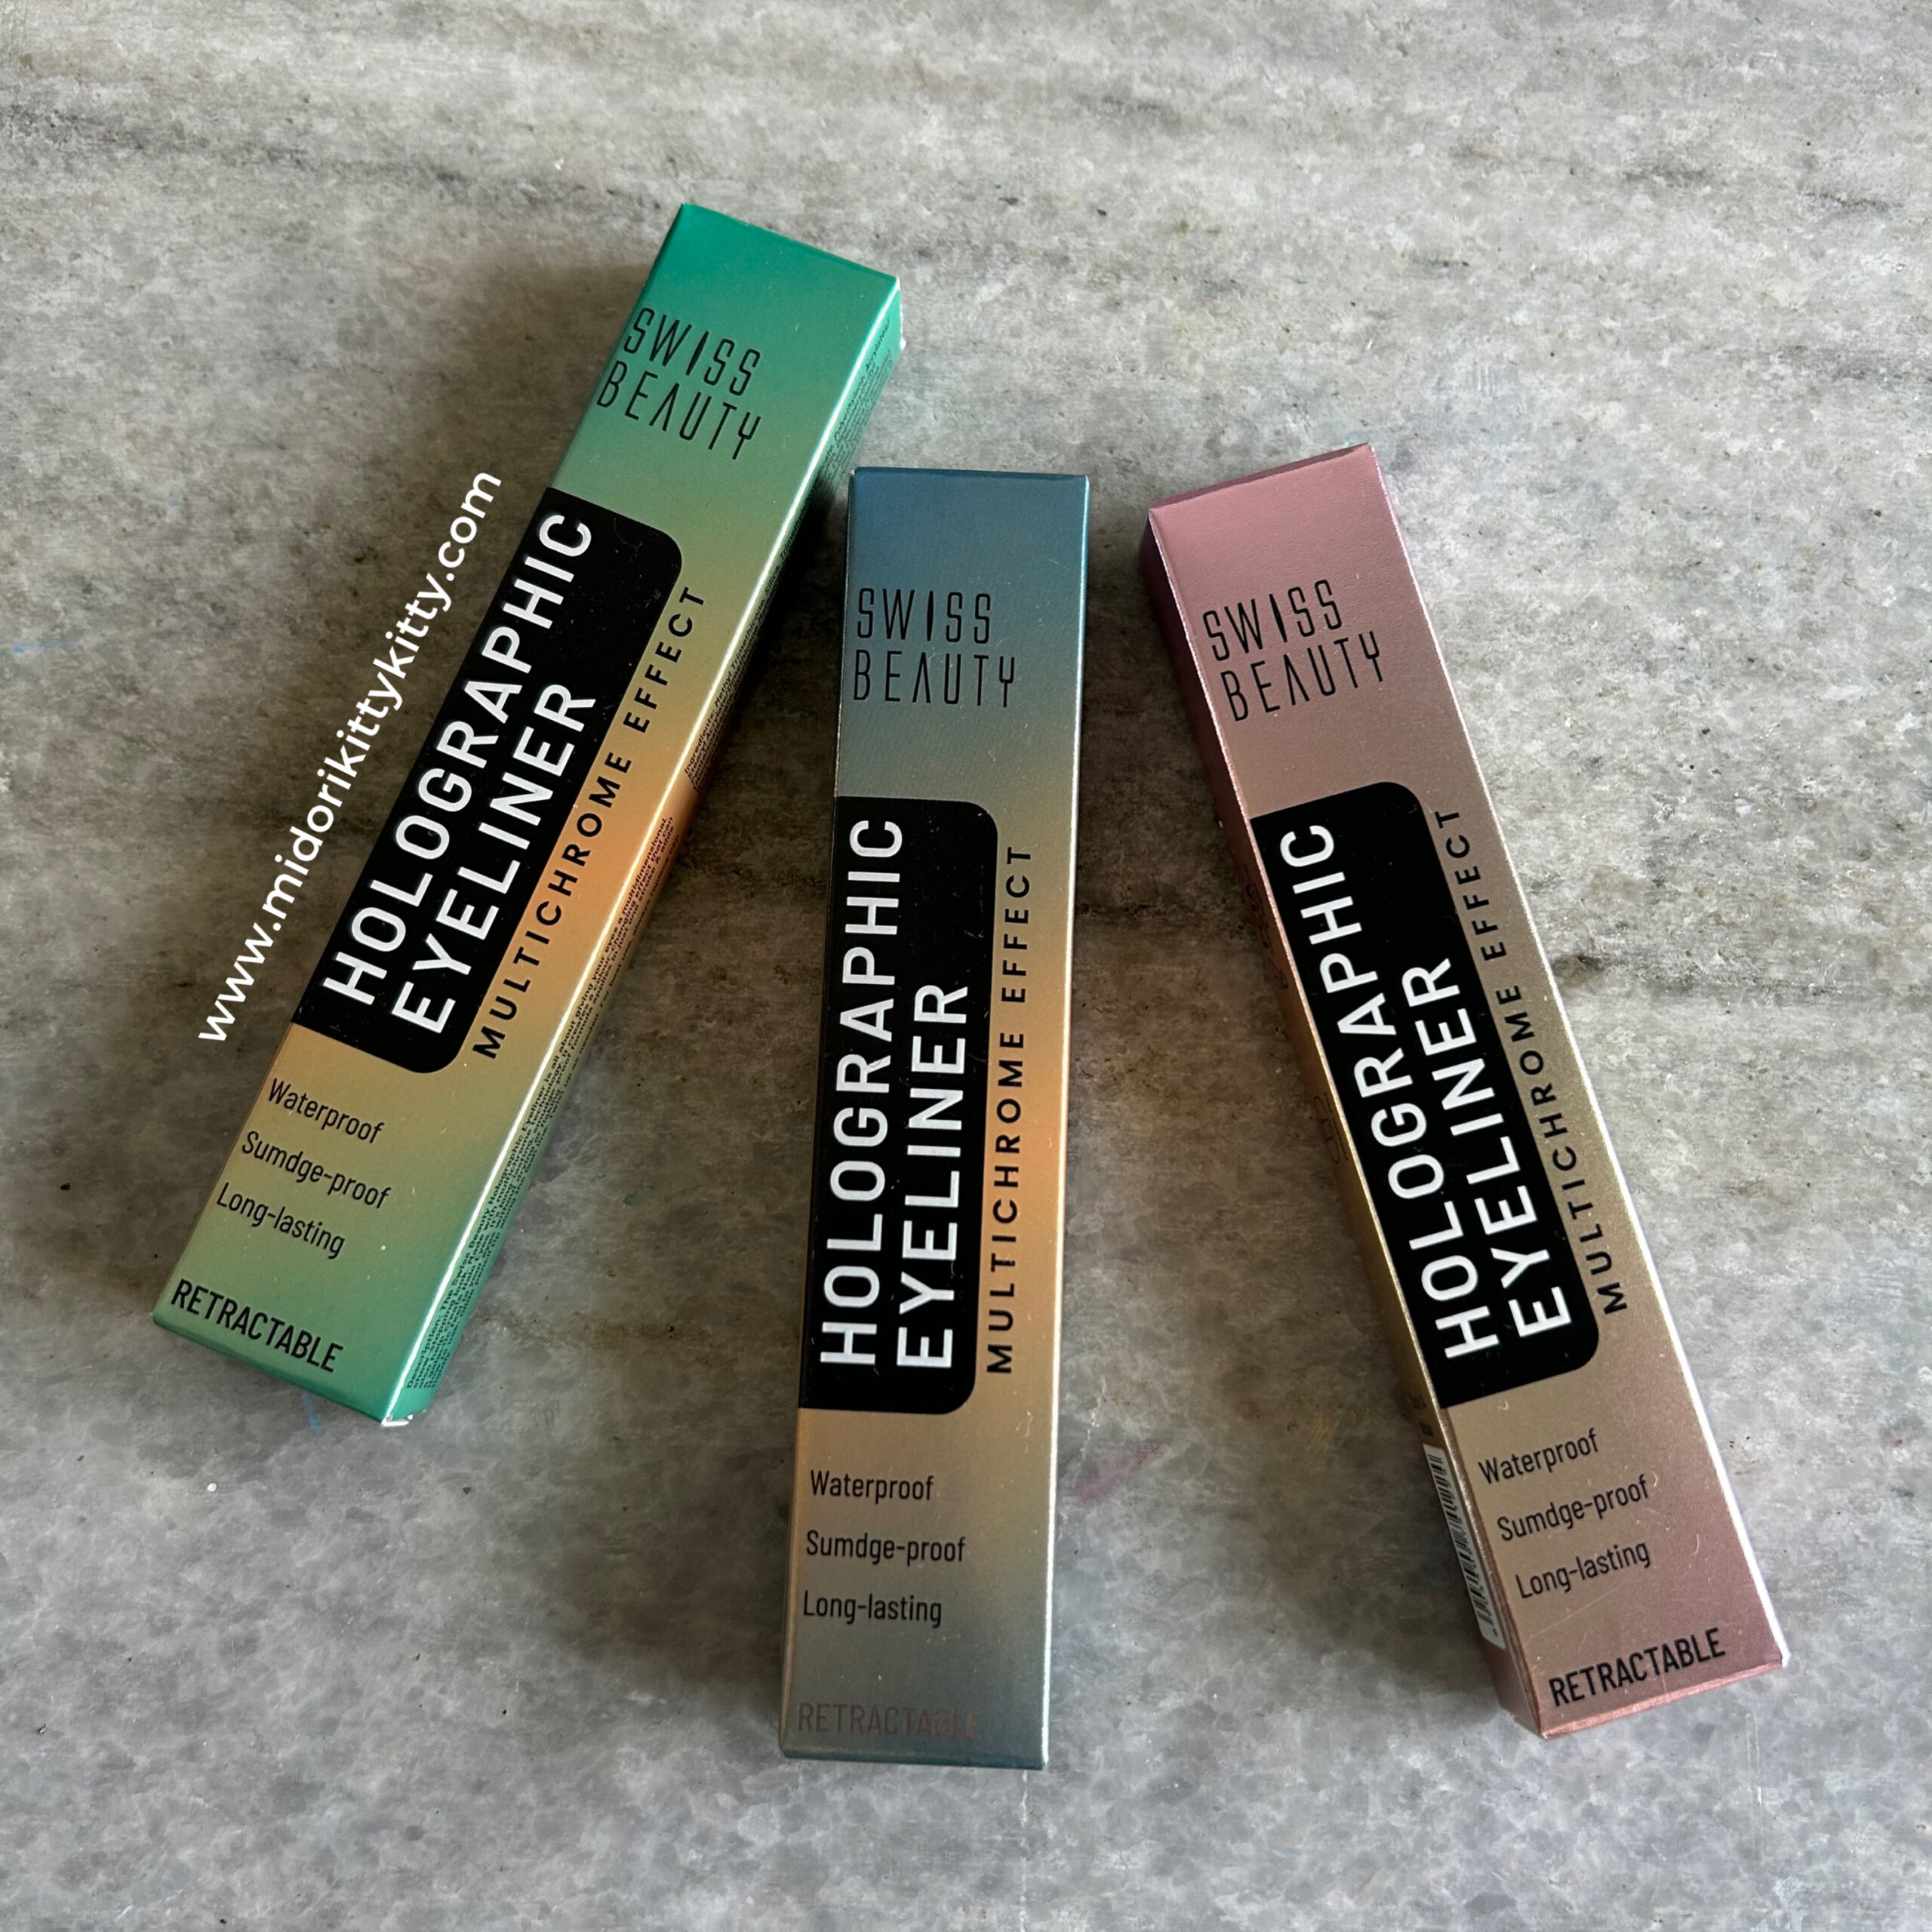 www.midorikittykitty.com
SWISS
BEAUTY
HOLOGRAPHIC
EYELINER
MULTICHROME EFFECT
Waterproof
Sumdge-proof
Long-lasting
RETRACTABLE
SWISS
BEAUTY
HOLOGRAPHIC
EYELINER
MULTICHROME EFFECT
Waterproof
Sumdge-proof
Long-lasting
RETRACTABLE
SWISS
BEAUTY
HOLOGRAPHIC
EYELINER
MULTICHROME EFFECT
Waterproof
Sumdge-proof
Long-lasting
RETRACTABLE